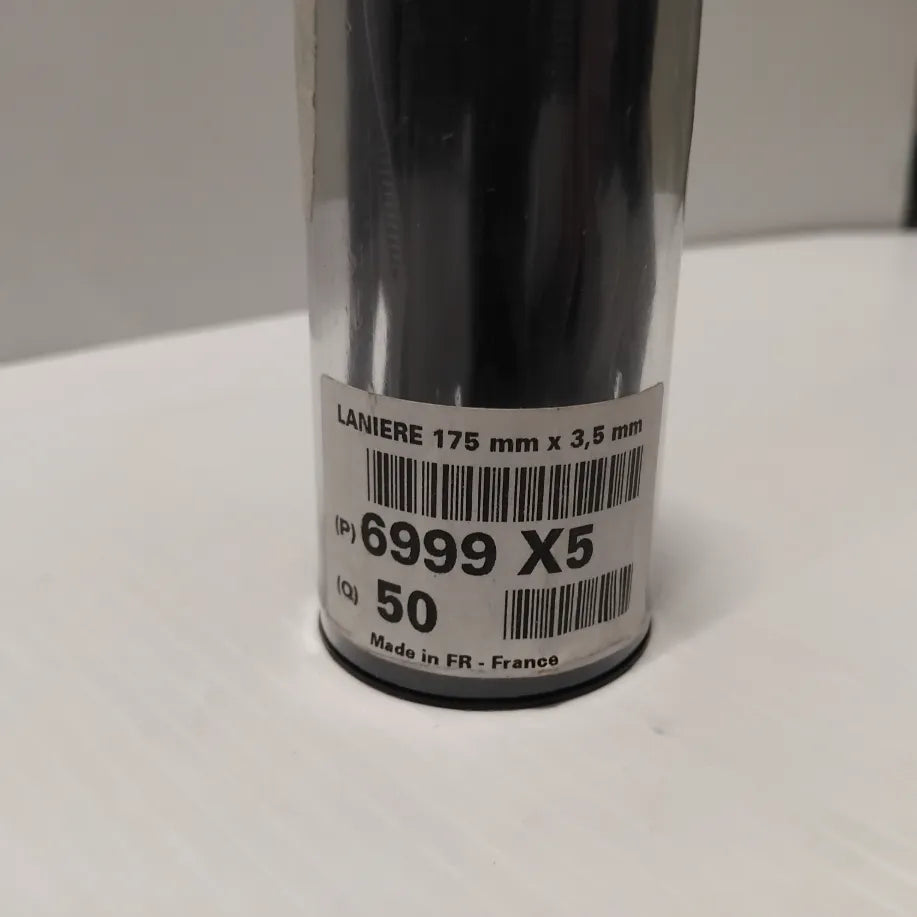 LANIERE 175 mm x 3,5 mm
(P) 6999 X5
(Q) 50
Made in FR - France